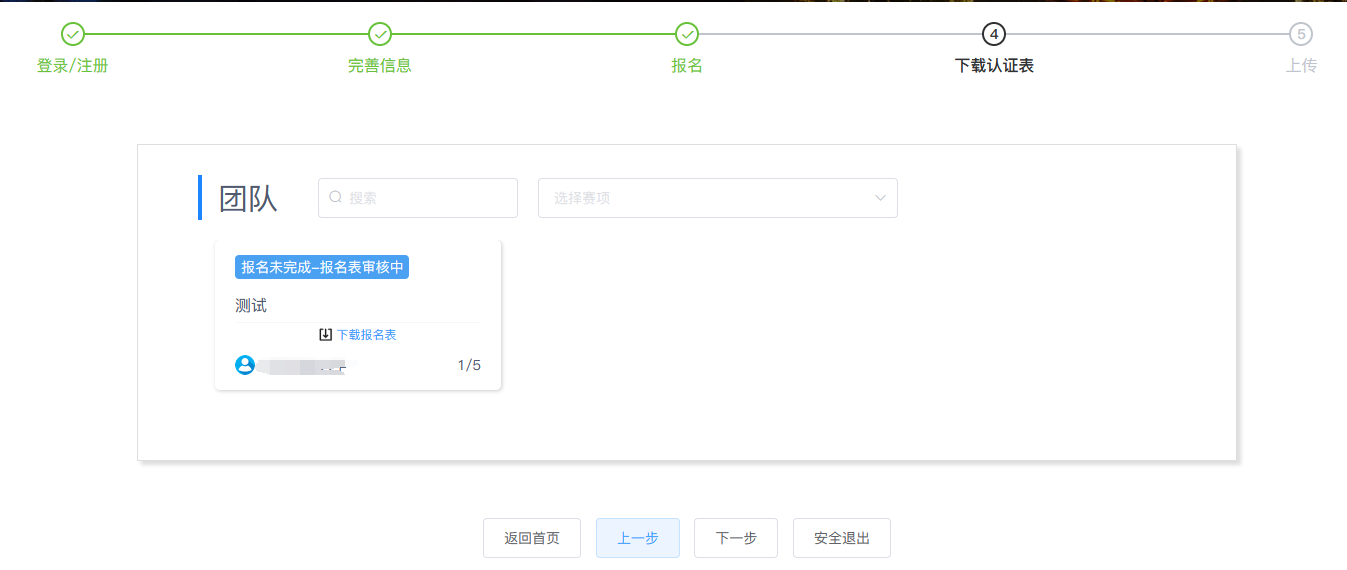 4
5
登录/注册
完善信息
报名
下载认证表
上传
团队
搜索
选择赛项
报名未完成-报名表审核中
测试
下载报名表
1/5
返回首页
上一步
下一步
安全退出